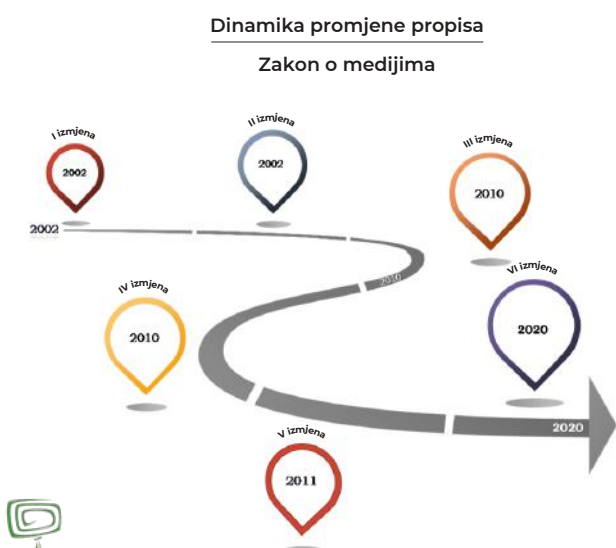 Dinamika promjene propisa
Zakon o medijima
I izmjena
2002
II izmjena
2002
III izmjena
2010
2002
2010
IV izmjena
2010
VI izmjena
2020
2020
V izmjena
2011